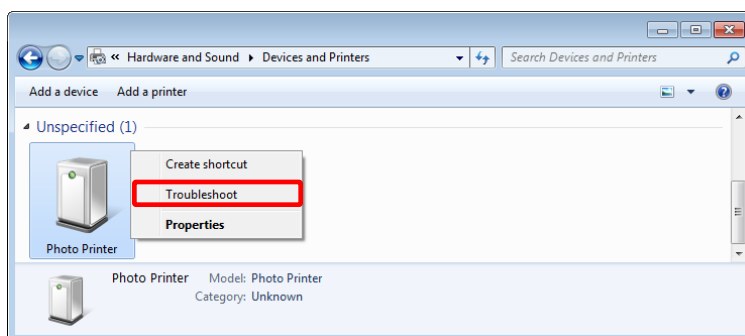 « Hardware and Sound ▸ Devices and Printers
Search Devices and Printers
Add a device Add a printer
Unspecified (1)
Create shortcut
Troubleshoot
Properties
Photo Printer
Photo Printer Model: Photo Printer
Category: Unknown